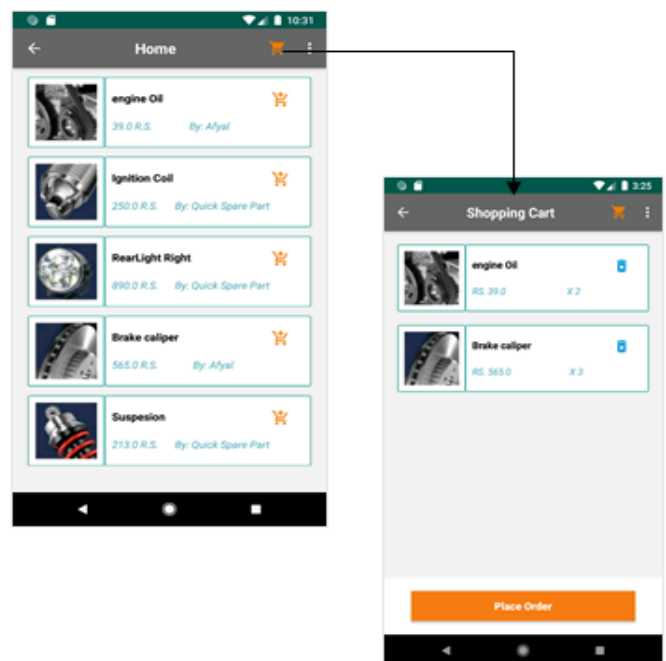 10:31
Home
engine Oil
39.0 R.S. By: Afyal
Ignition Coil
250.0 R.S. By: Quick Spare Part
RearLight Right
890.0 R.S. By: Quick Spare Part
Brake caliper
565.0 R.S. By: Afyal
Suspesion
213.0 R.S. By: Quick Spare Part
3:25
Shopping Cart
engine Oil
RS. 39.0 X 2
Brake caliper
RS. 565.0 X 3
Place Order